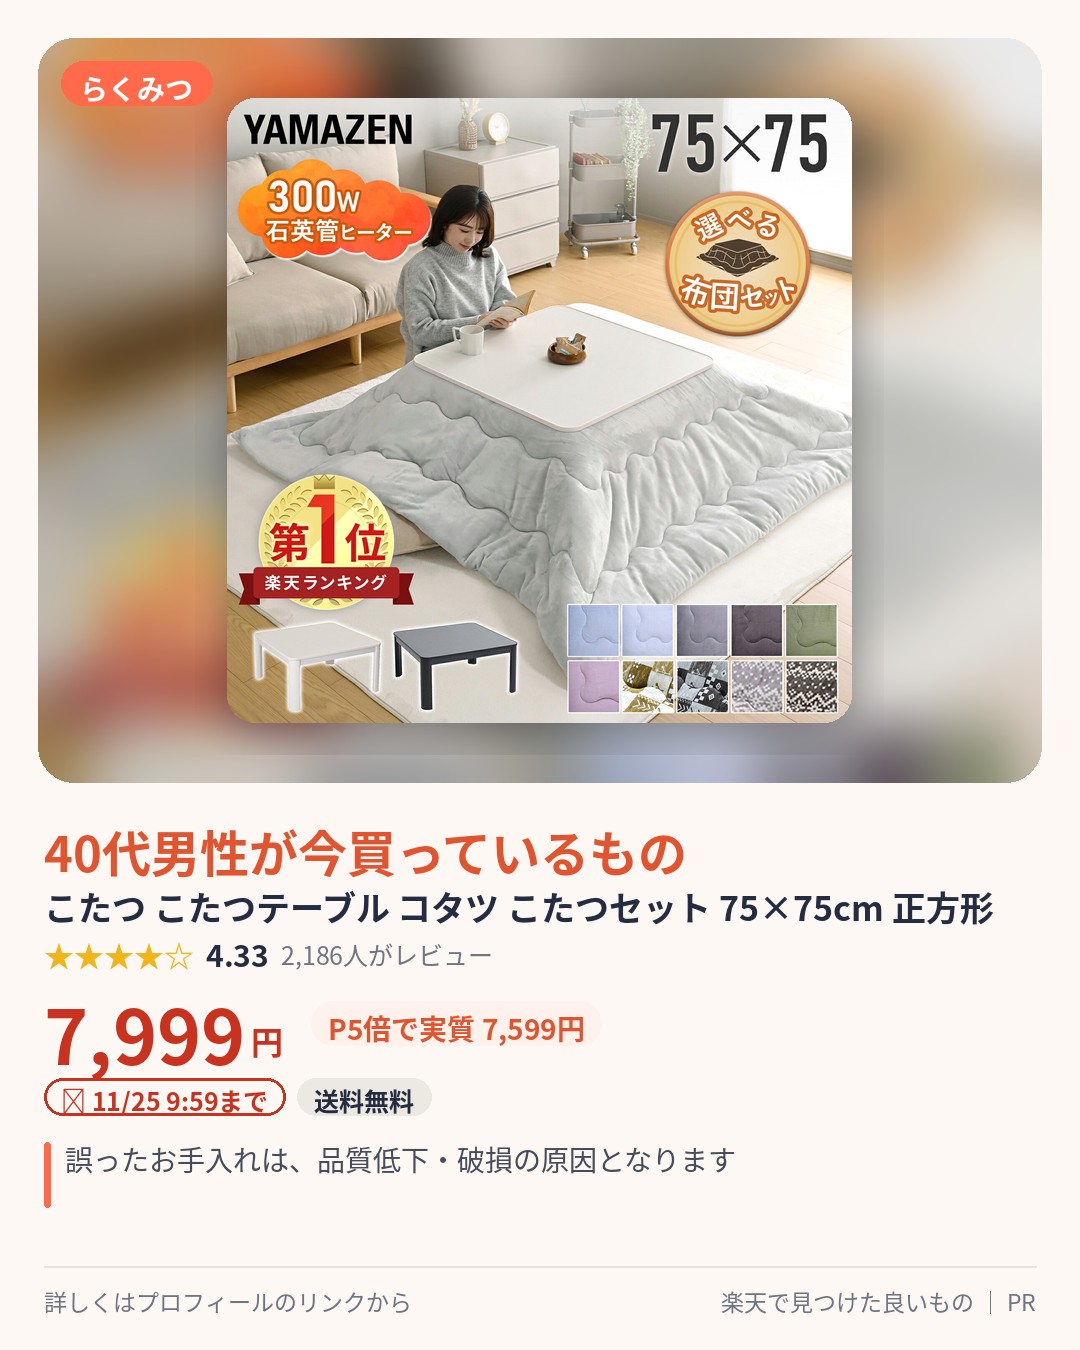 らくみつ
YAMAZEN
75×75
300W
石英管ヒーター
選べる
布団セット
第1位
楽天ランキング
40代男性が今買っているもの
こたつ こたつテーブル コタツ こたつセット 75×75cm 正方形
★★★★☆ 4.33 2,186人がレビュー
7,999円 P5倍で実質 7,599円
11/25 9:59まで 送料無料
誤ったお手入れは、品質低下・破損の原因となります
詳しくはプロフィールのリンクから
楽天で見つけた良いもの｜PR